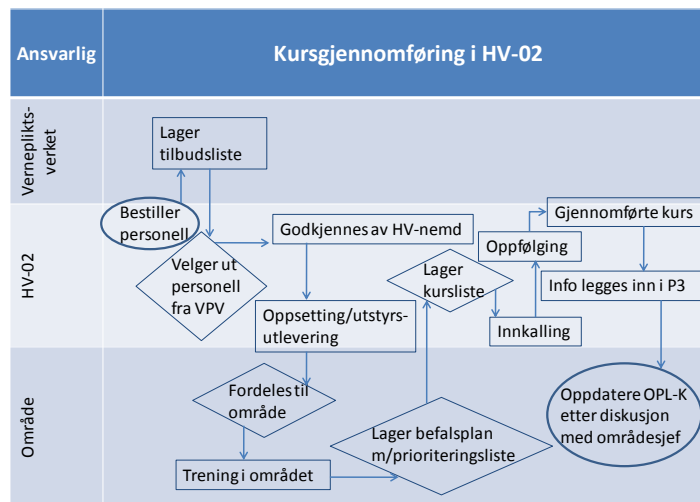 Ansvarlig
Kursgjennomføring i HV-02
Vernepliktsverket
Verneplikts-
verket
Lager
tilbudsliste
HV-02
Bestiller
personell
Velger ut
personell
fra VPV
Godkjennes av HV-nemd
Oppsetting/utstyrs-
utlevering
Lager
kursliste
Innkalling
Oppfølging
Gjennomførte kurs
Info legges inn i P3
Område
Fordeles til
område
Trening i området
Lager befalsplan
m/prioriteringsliste
Oppdatere OPL-K
etter diskusjon
med områdesjef